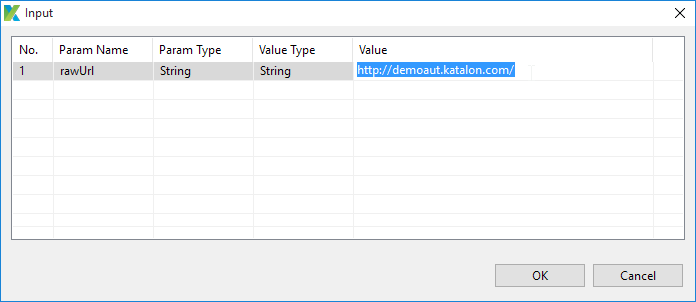 Input
No. Param Name Param Type Value Type Value
1 rawUrl String String http://demoaut.katalon.com/
OK Cancel